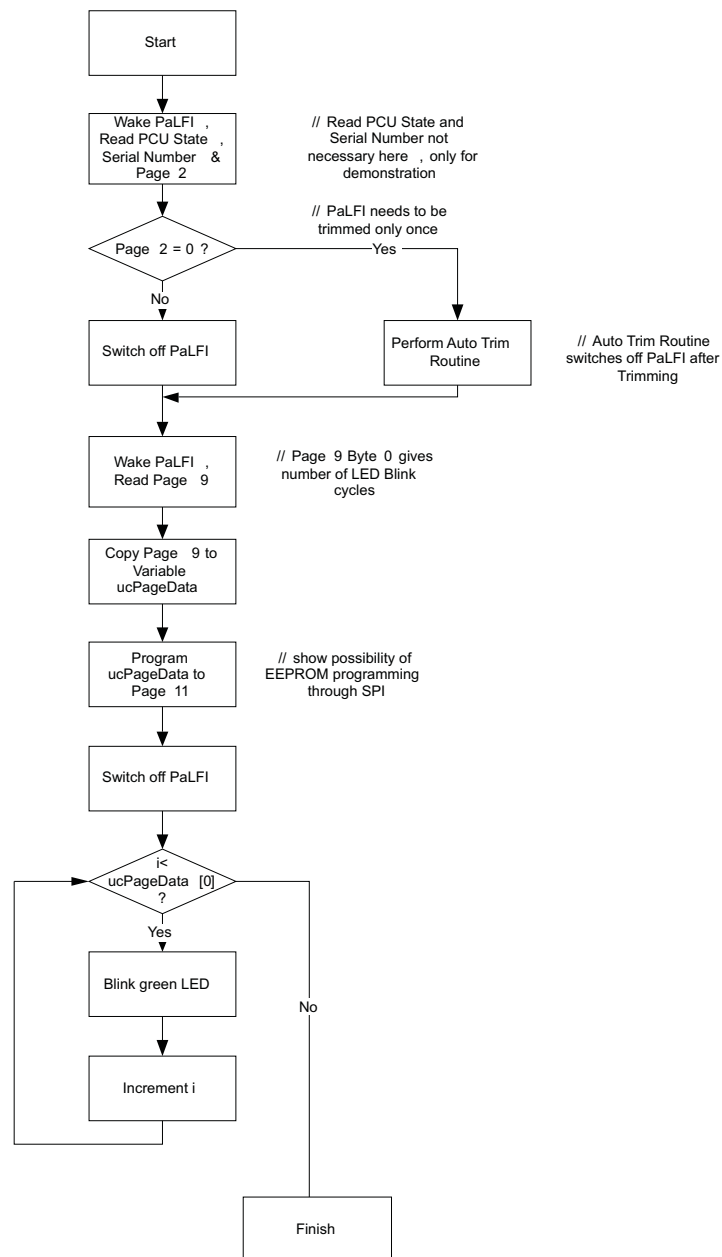 Start
Wake PaLFI ,
Read PCU State ,
Serial Number &
Page 2
// Read PCU State and
Serial Number not
necessary here , only for
demonstration
// PaLFI needs to be
trimmed only once
Page 2 = 0 ?
Yes
No
Switch off PaLFI
Perform Auto Trim
Routine
// Auto Trim Routine
switches off PaLFI after
Trimming
Wake PaLFI ,
Read Page 9
// Page 9 Byte 0 gives
number of LED Blink
cycles
Copy Page 9 to
Variable
ucPageData
Program
ucPageData to
Page 11
// show possibility of
EEPROM programming
through SPI
Switch off PaLFI
i<
ucPageData [0]
?
Yes
Blink green LED
No
Increment i
Finish